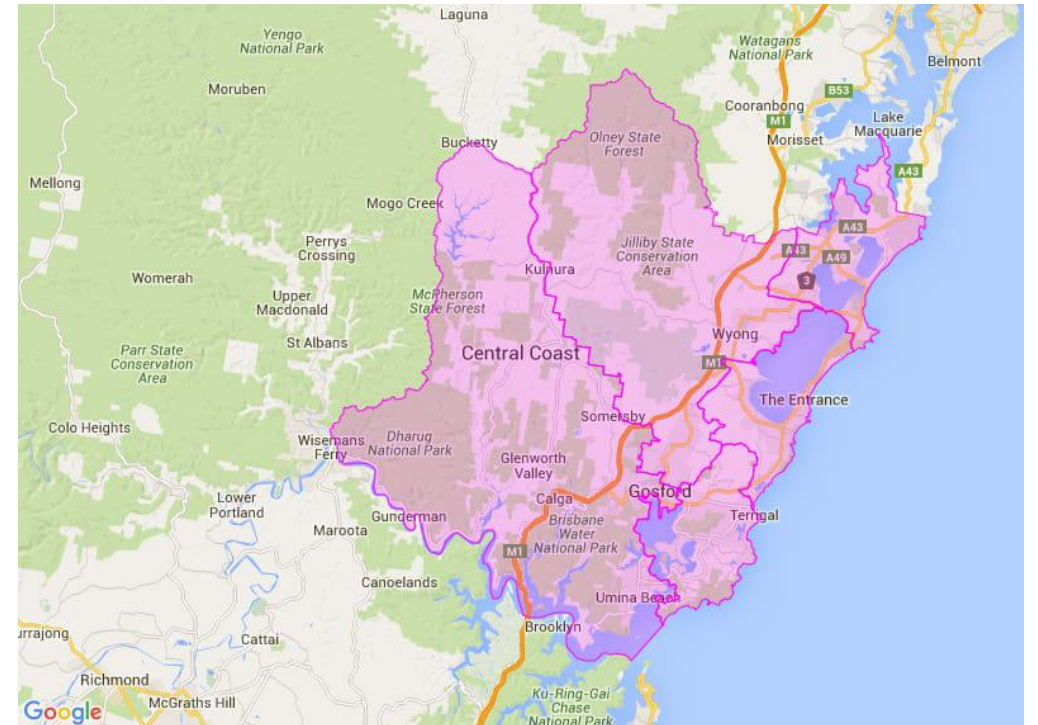 Laguna
Yengo
National Park
Watagans
National Park
Belmont
Moruben
B53
Cooranbong
M1
Lake
Macquarie
Olney State
Forest
Morisset
Bucketty
A43
Mellong
Mogo Creek
A43
Perrys
Crossing
Jilliby State
Conservation
Area
A43
A49
Womerah
Kulnura
3
Upper
Macdonald
McPherson
State Forest
Wyong
St Albans
Parr State
Conservation
Area
Central Coast
M1
The Entrance
Colo Heights
Somersby
Wisemans
Ferry
Dharug
National Park
Glenworth
Valley
Gosford
Lower
Portland
Calga
Gunderman
Terrigal
Maroota
Brisbane
Water
National Park
M1
Canoelands
Umina Beach
Brooklyn
urrajong
Cattai
Richmond
McGraths Hill
Ku-Ring-Gai
Chase
National Park
Google